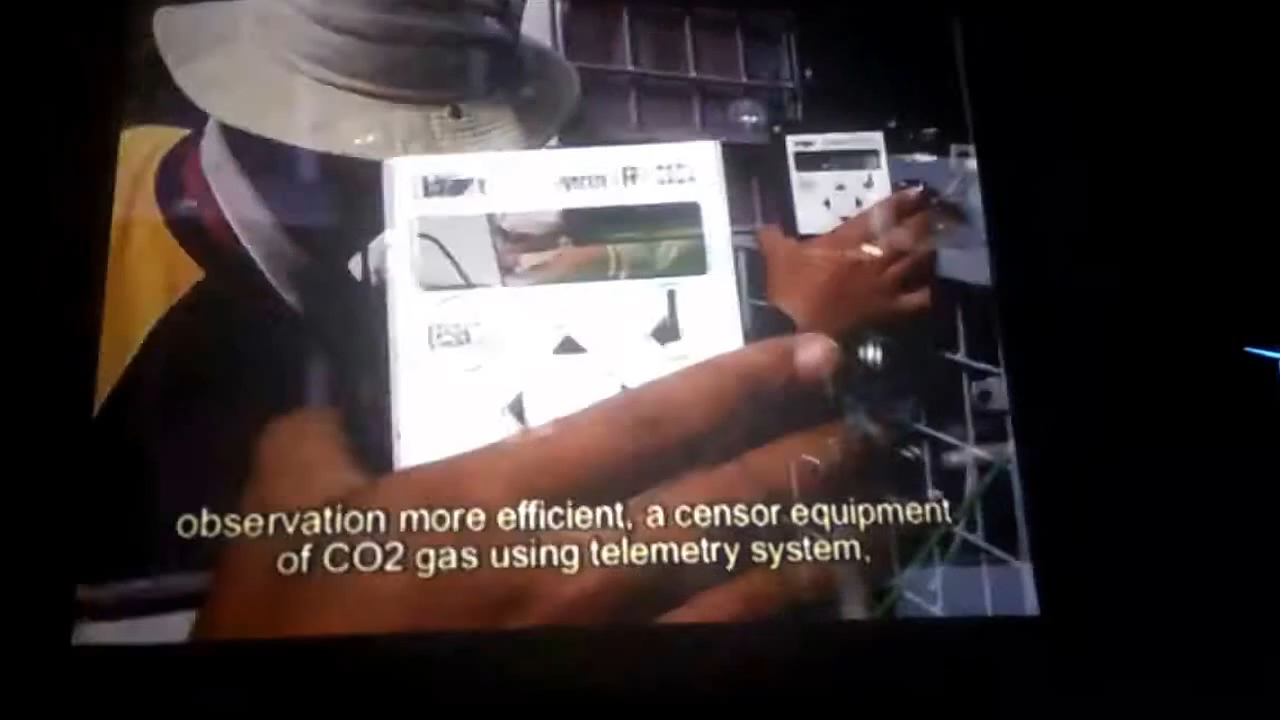 observation more efficient, a censor equipment
of CO2 gas using telemetry system,